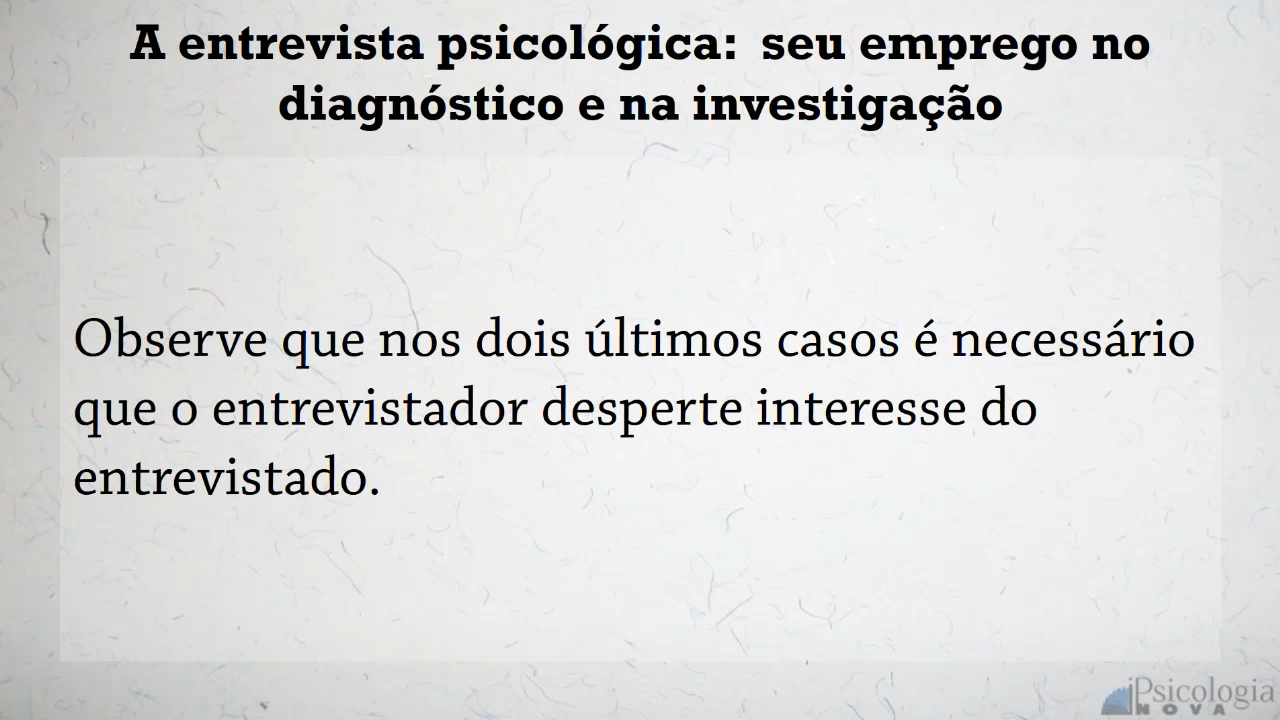 A entrevista psicológica: seu emprego no
diagnóstico e na investigação
Observe que nos dois últimos casos é necessário
que o entrevistador desperte interesse do
entrevistado.
Psicologia
NOVA